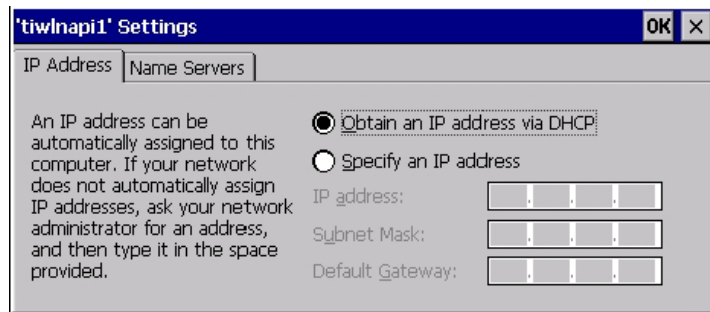 'tiwlnapi1' Settings OK ×
IP Address Name Servers
An IP address can be
automatically assigned to this
computer. If your network
does not automatically assign
IP addresses, ask your network
administrator for an address,
and then type it in the space
provided.
Obtain an IP address via DHCP
Specify an IP address
IP address:
Subnet Mask:
Default Gateway: